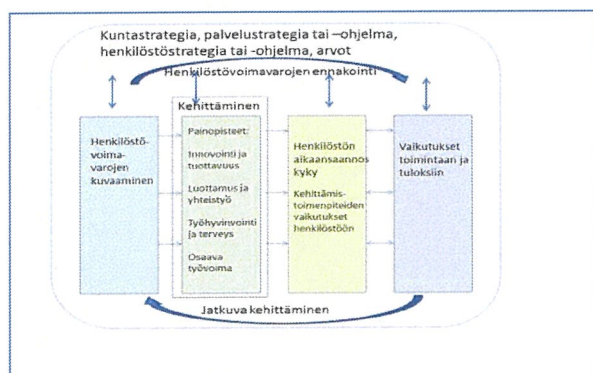 Kuntastrategia, palvelustrategia tai –ohjelma,
henkilöstöstrategia tai -ohjelma, arvot
Henkilöstövoimavarojen ennakointi
Kehittäminen
Henkilöstö-
voima-
varojen
kuvaaminen
Painopisteet:
Innovointi ja
tuottavuus
Luottamus ja
yhteistyö
Työhyvinvointi
ja terveys
Osaava
työvoima
Henkilöstön
aikaansaannos
kyky
Kehittämis-
toimenpiteiden
vaikutukset
henkilöstöön
Vaikutukset
toimintaan ja
tuloksiin
Jatkuva kehittäminen